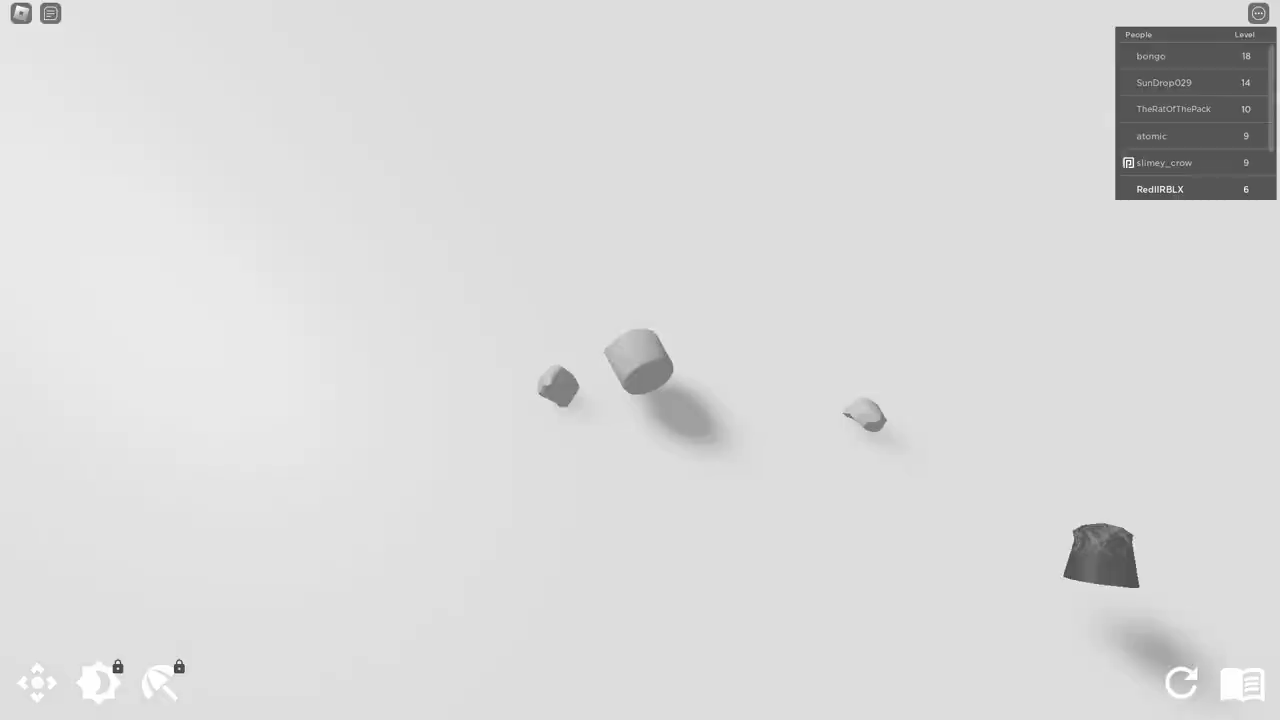 People Level
bongo 18
SunDrop029 14
TheRatOfThePack 10
atomic 9
slimey_crow 9
RedIIRBLX 6